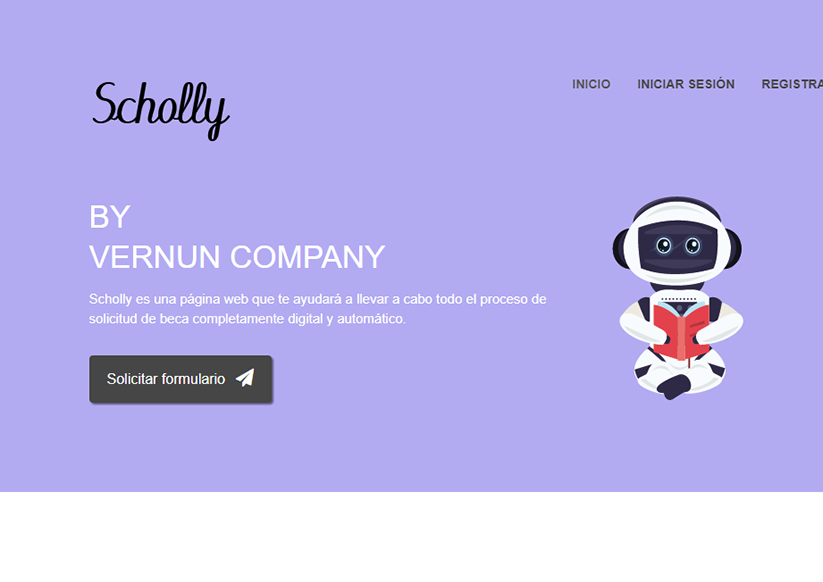 Scholly
INICIO INICIAR SESIÓN REGISTRA
BY
VERNUN COMPANY
Scholly es una página web que te ayudará a llevar a cabo todo el proceso de
solicitud de beca completamente digital y automático.
Solicitar formulario